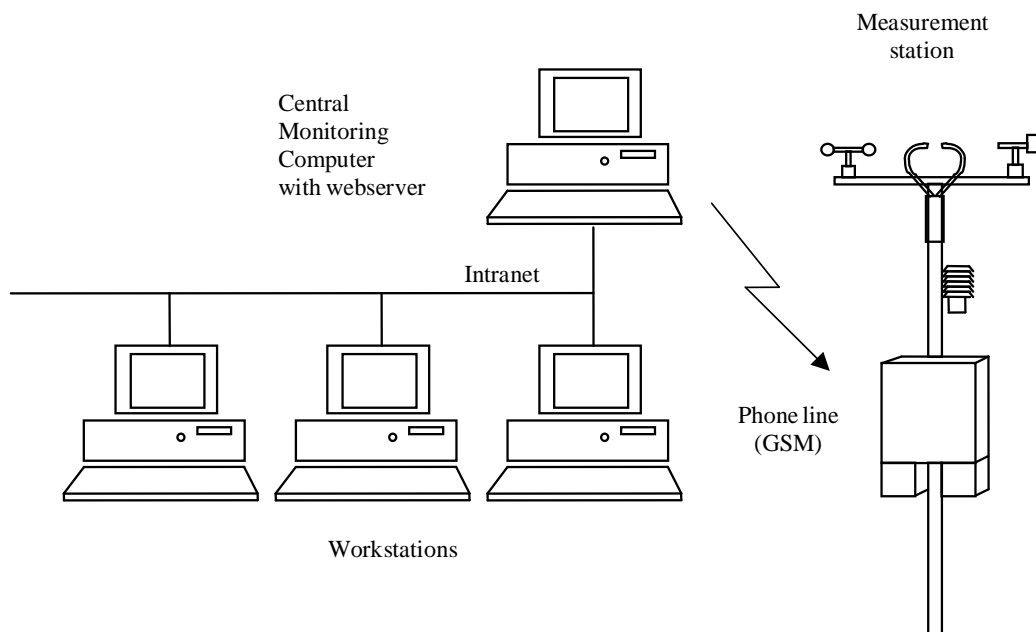 Measurement
station
Central
Monitoring
Computer
with webserver
Intranet
Phone line
(GSM)
Workstations